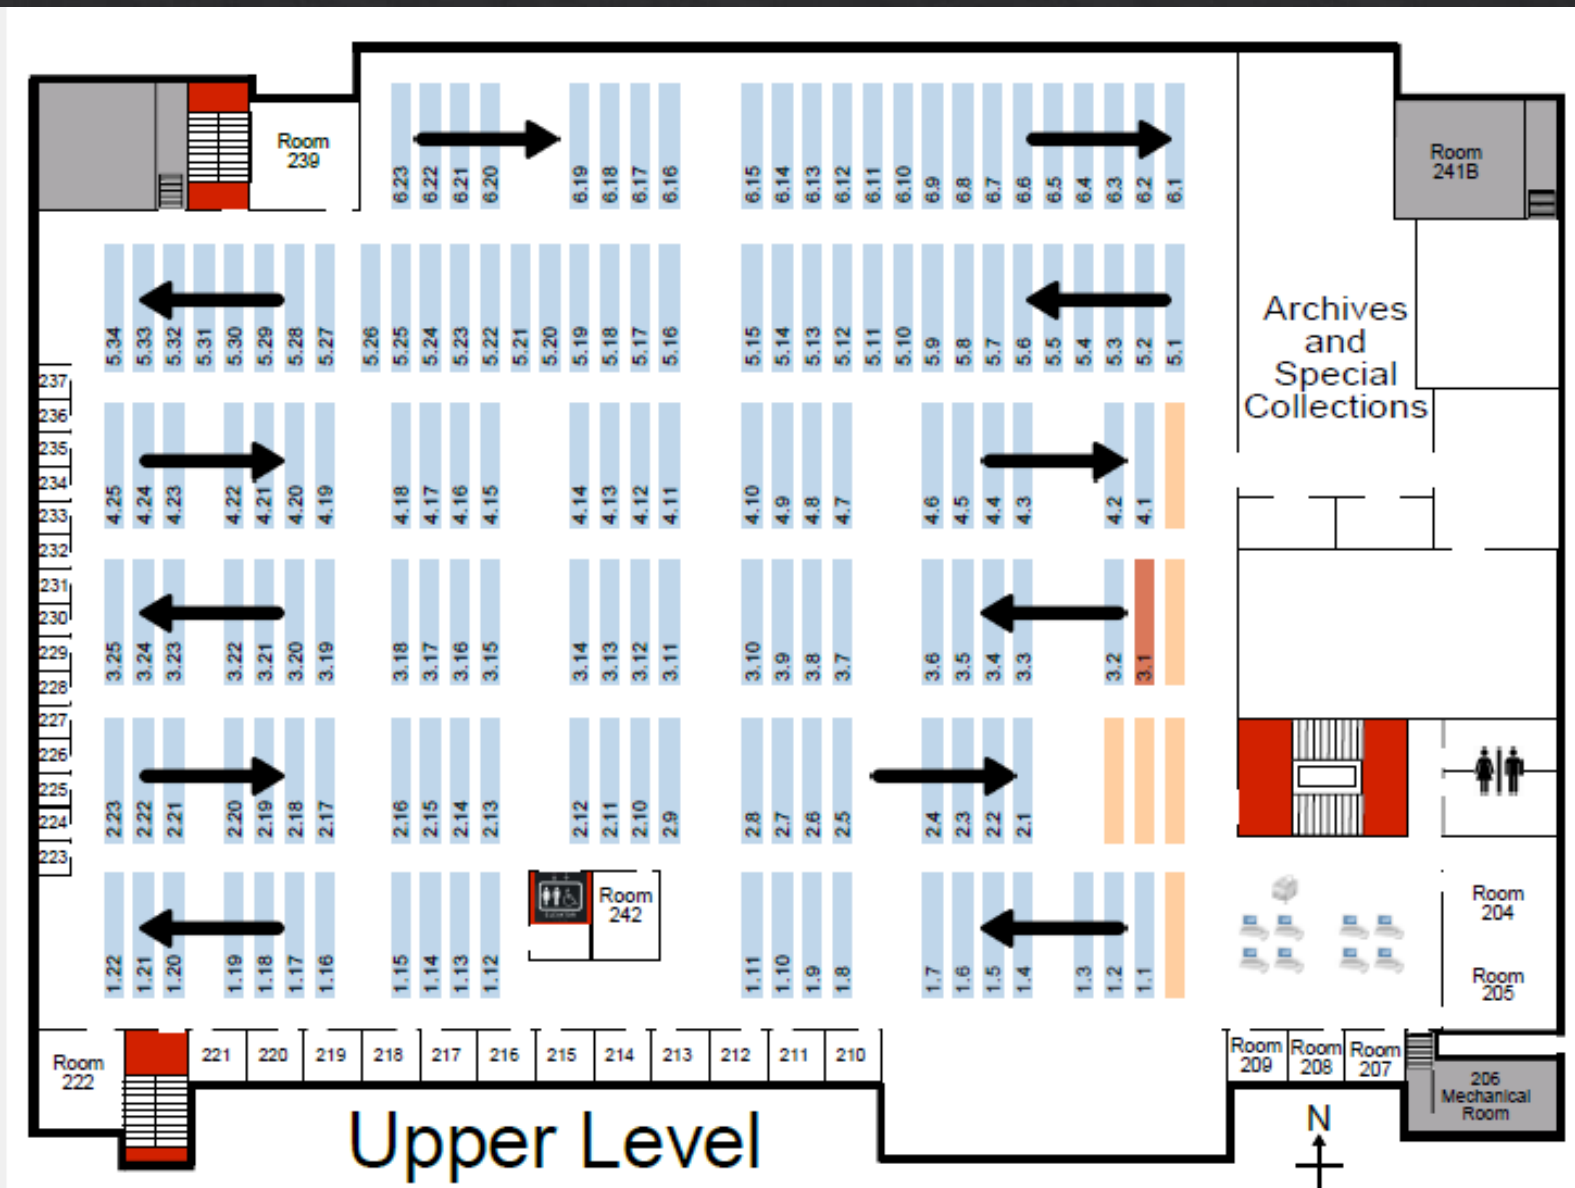 Room
239
6.23 6.22 6.21 6.20 6.19 6.18 6.17 6.16 6.15 6.14 6.13 6.12 6.11 6.10 6.9 6.8 6.7 6.6 6.5 6.4 6.3 6.2 6.1
Room
241B
5.34 5.33 5.32 5.31 5.30 5.29 5.28 5.27 5.26 5.25 5.24 5.23 5.22 5.21 5.20 5.19 5.18 5.17 5.16 5.15 5.14 5.13 5.12 5.11 5.10 5.9 5.8 5.7 5.6 5.5 5.4 5.3 5.2 5.1
Archives
and
Special
Collections
237
236
235
234
233
232
231
230
229
228
227
226
225
224
223
4.25 4.24 4.23 4.22 4.21 4.20 4.19 4.18 4.17 4.16 4.15 4.14 4.13 4.12 4.11 4.10 4.9 4.8 4.7 4.6 4.5 4.4 4.3 4.2 4.1
3.25 3.24 3.23 3.22 3.21 3.20 3.19 3.18 3.17 3.16 3.15 3.14 3.13 3.12 3.11 3.10 3.9 3.8 3.7 3.6 3.5 3.4 3.3 3.2 3.1
2.23 2.22 2.21 2.20 2.19 2.18 2.17 2.16 2.15 2.14 2.13 2.12 2.11 2.10 2.9 2.8 2.7 2.6 2.5 2.4 2.3 2.2 2.1
Room
242
Room
204
1.22 1.21 1.20 1.19 1.18 1.17 1.16 1.15 1.14 1.13 1.12 1.11 1.10 1.9 1.8 1.7 1.6 1.5 1.4 1.3 1.2 1.1
Room
205
Room
222
221 220 219 218 217 216 215 214 213 212 211 210
Room
209
Room
208
Room
207
206
Mechanical
Room
Upper Level
N